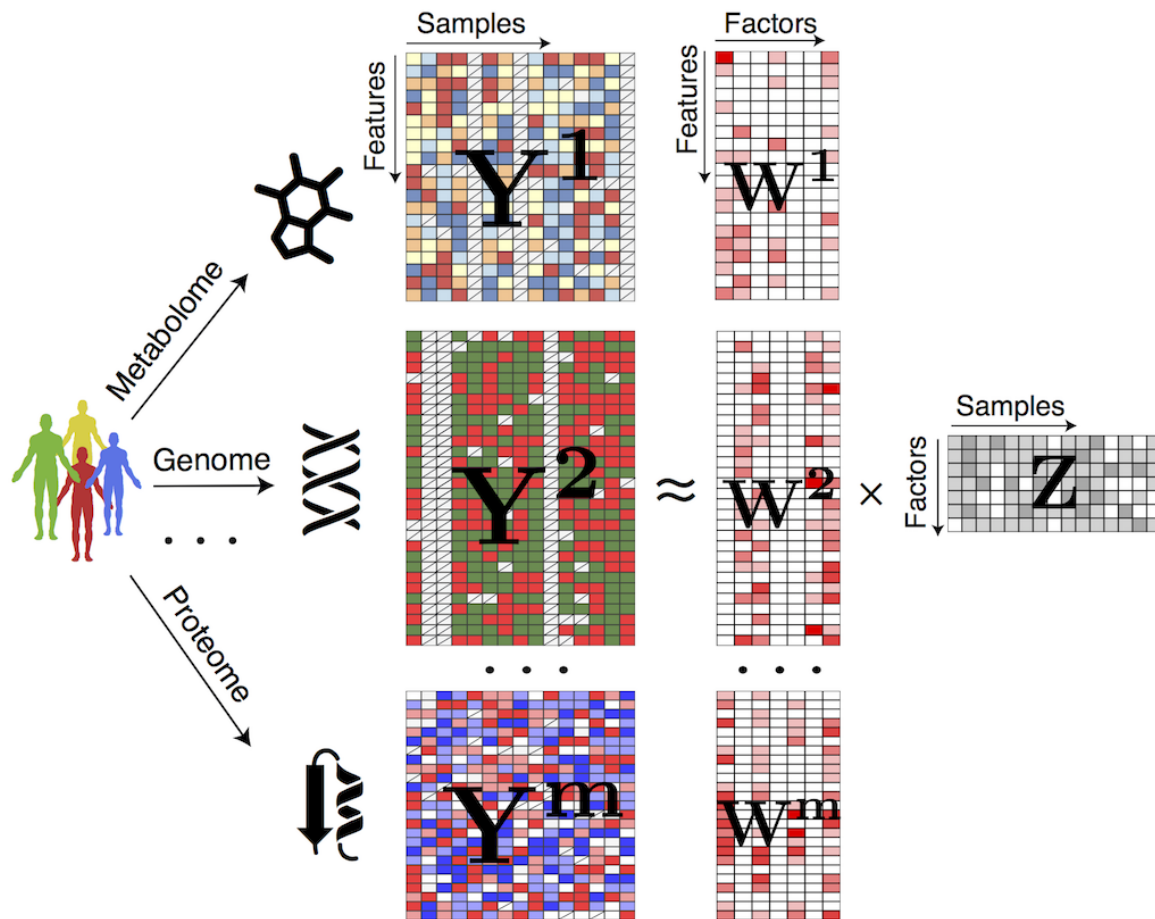 Samples
Features
Y¹
Factors
Features
W¹
Metabolome
Genome
. . .
Proteome
Y²
≈
W²
×
Samples
Factors
Z
. . .
. . .
Yᵐ
Wᵐ